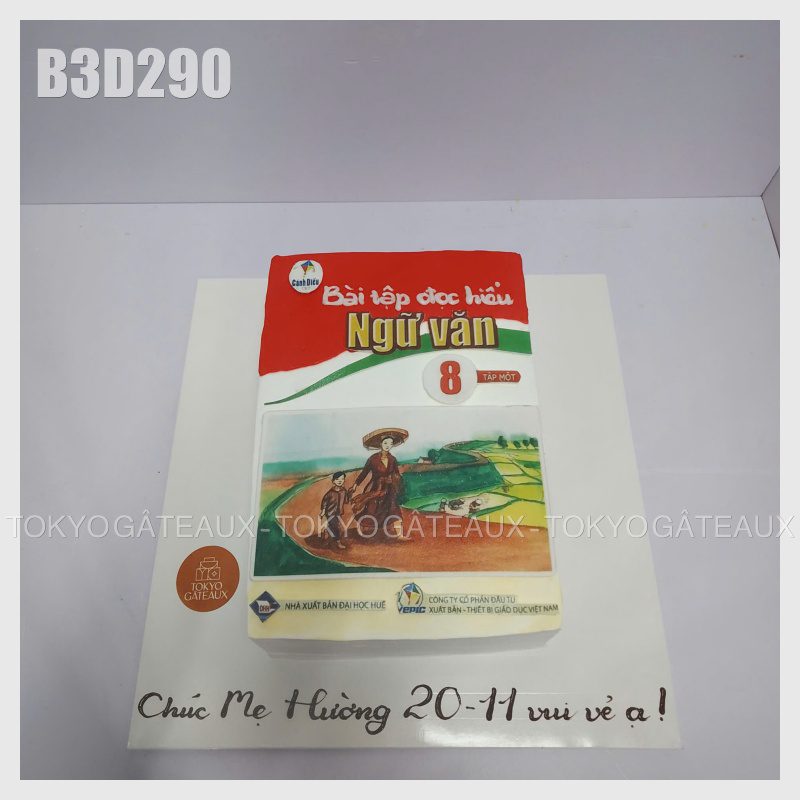 B3D290
Cánh Diều
Bài tập đọc hiểu
Ngữ văn
8
TẬP MỘT
TOKYO GÂTEAUX - TOKYO GÂTEAUX - TOKYO GÂTEAUX
TOKYO
GÂTEAUX
NHÀ XUẤT BẢN ĐẠI HỌC HUẾ
VEPIC
CÔNG TY CỔ PHẦN ĐẦU TƯ
XUẤT BẢN - THIẾT BỊ GIÁO DỤC VIỆT NAM
Chúc Mẹ Hường 20-11 vui vẻ ạ!